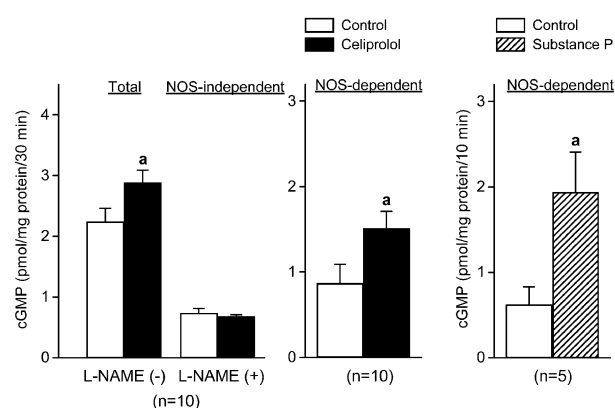 Control
Celiprolol
Control
Substance P
Total
NOS-independent
NOS-dependent
NOS-dependent
cGMP (pmol/mg protein/30 min)
4
3
2
1
0
a
L-NAME (-)
L-NAME (+)
(n=10)
3
2
1
0
a
(n=10)
cGMP (pmol/mg protein/10 min)
3
2
1
0
a
(n=5)